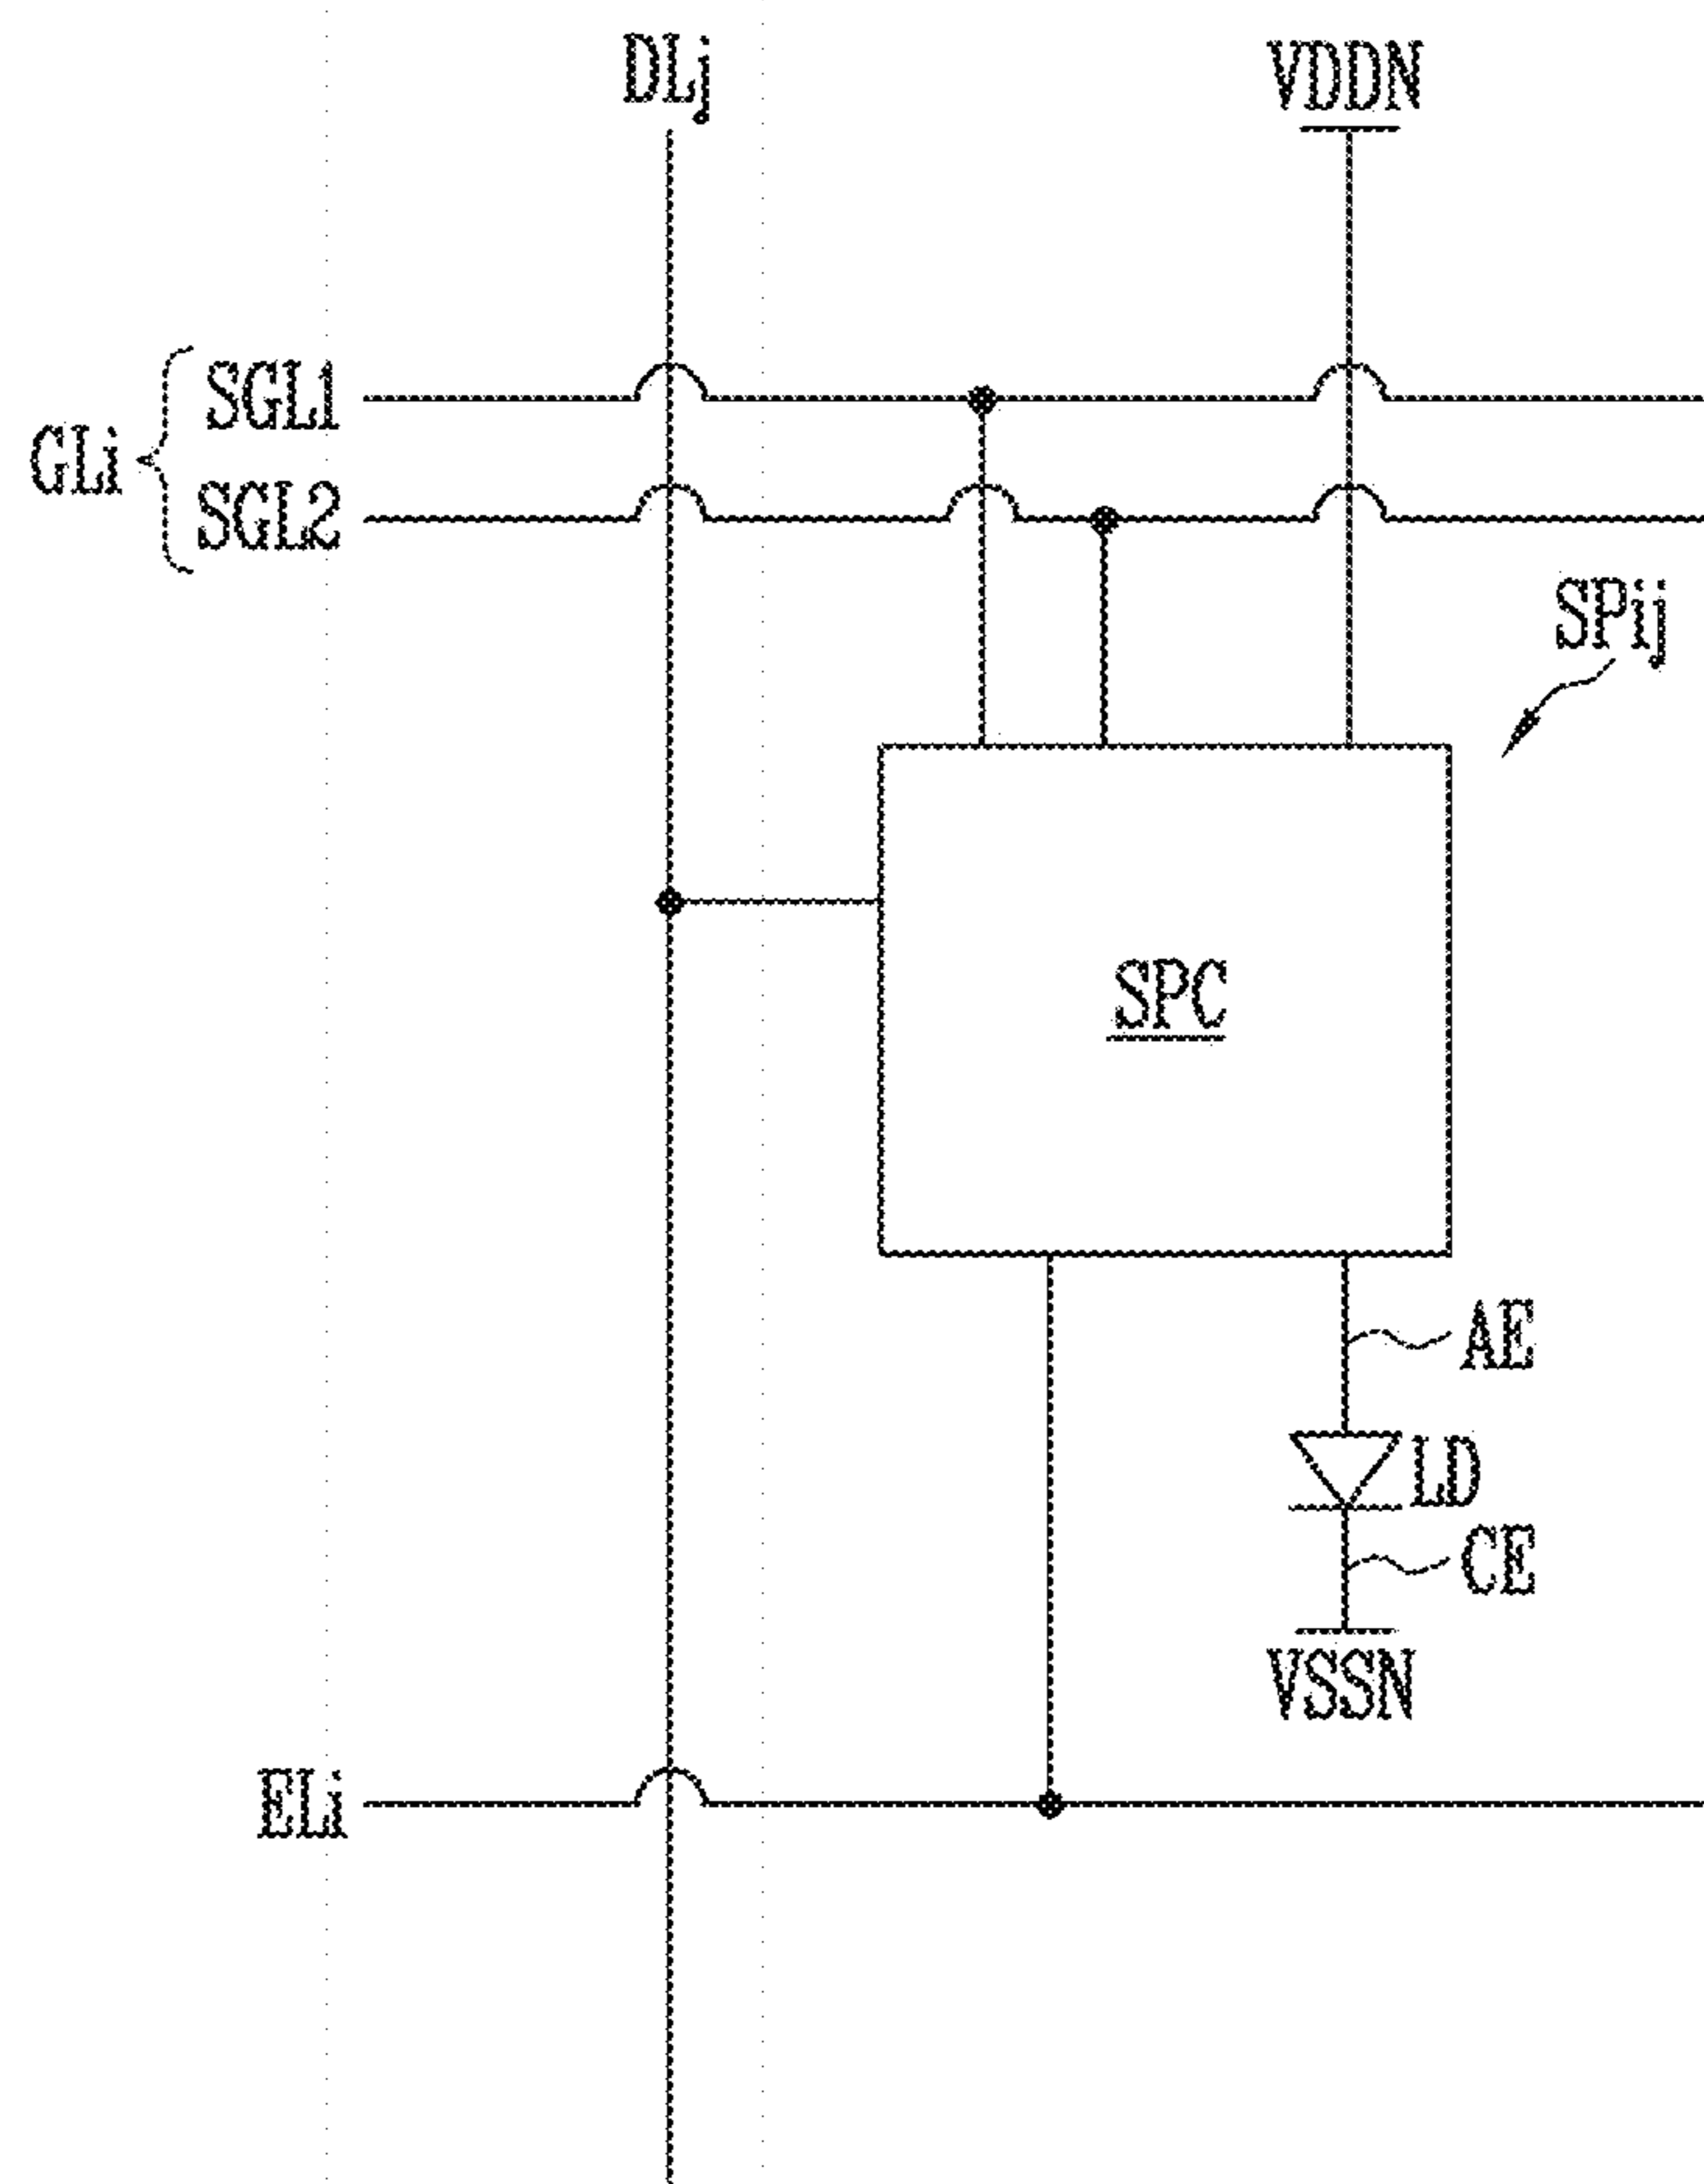 DLj
VDDN
SGL1
GLi
SGL2
SPij
SPC
AE
LD
CE
VSSN
ELi